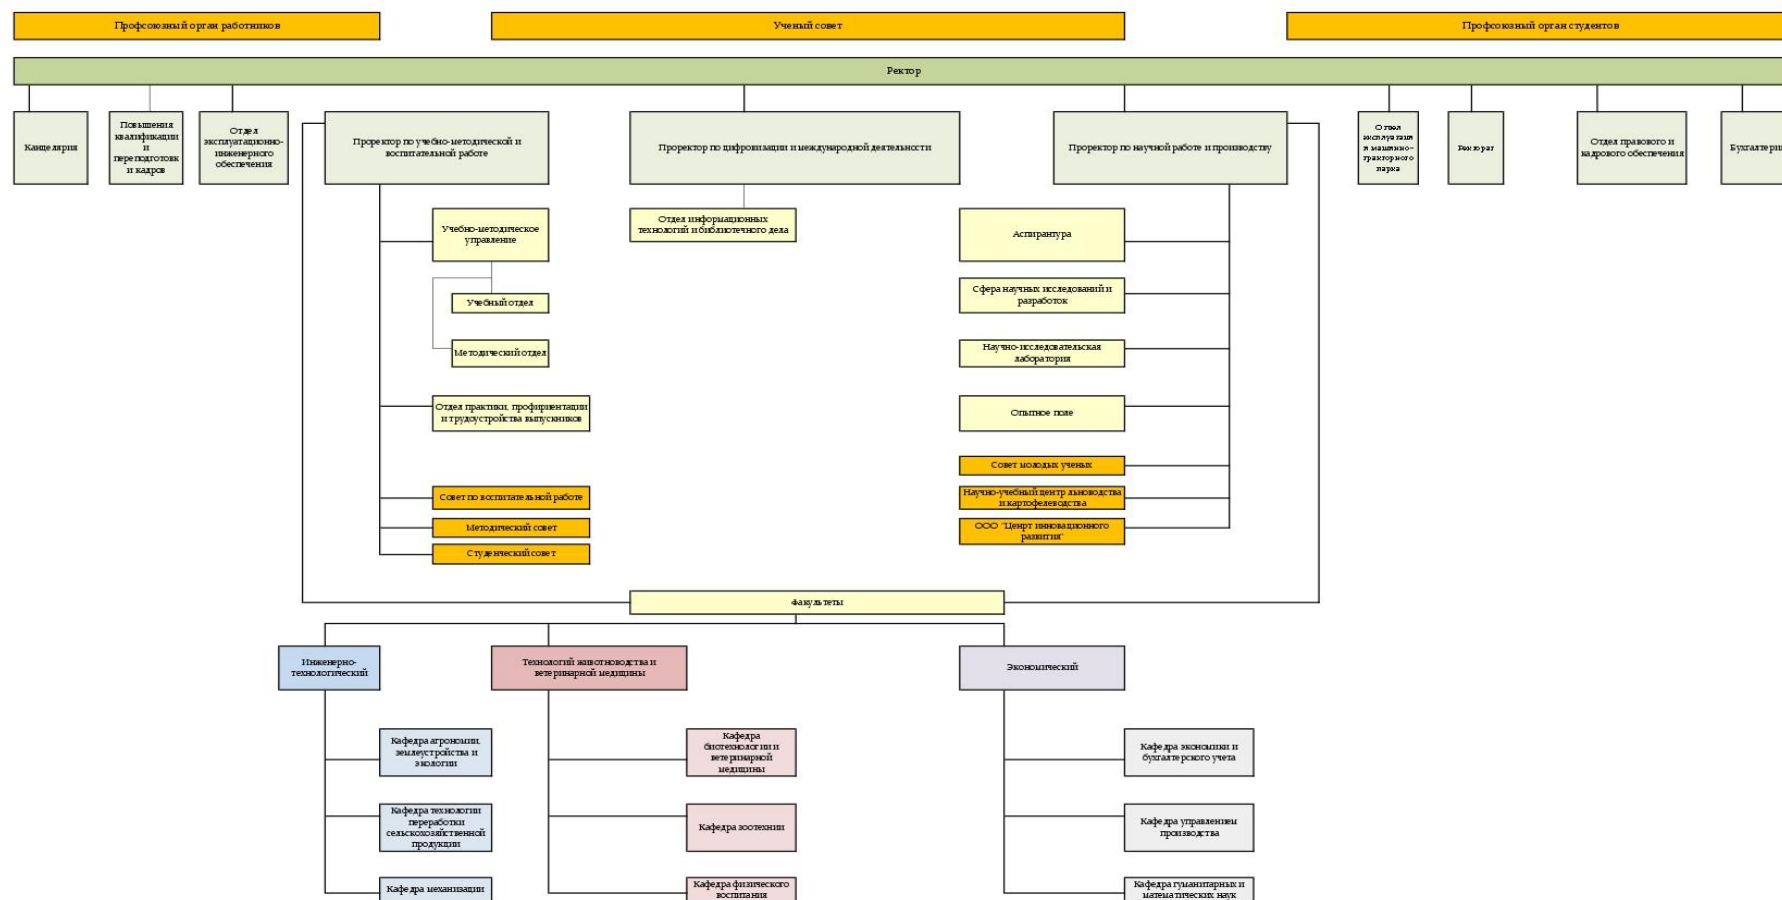 Профсоюзный орган работников
Ученый совет
Профсоюзный орган студентов
Ректор
Канцелярия
Повышения
квалификации
и
переподготовк
и кадров
Отдел
эксплуатационно-
инженерного
обеспечения
Проректор по учебно-методической и
воспитательной работе
Проректор по цифровизации и международной деятельности
Проректор по научной работе и производству
Отдел
эксплуатация
и машинно-
тракторного
парка
Ректорат
Отдел правового и
кадрового обеспечения
Бухгалтерия
Учебно-методическое
управление
Отдел информационных
технологий и библиотечного дела
Аспирантура
Сфера научных исследований и
разработок
Учебный отдел
Методический отдел
Научно-исследовательская
лаборатория
Отдел практики, профириентации
и трудоустройства выпускников
Опытное поле
Совет молодых ученых
Совет по воспитательной работе
Научно-учебный центр льноводства
и картофелеводства
Методический совет
ООО "Ценрт инновационного
развития"
Студенческий совет
Факультеты
Инженерно-
технологический
Технологий животноводства и
ветеринарной медицины
Экономический
Кафедра агрономии,
землеустройства и
экологии
Кафедра
биотехнологии и
ветеринарной
медицины
Кафедра экономики и
бухгалтерского учета
Кафедра технологии
переработки
сельскохозяйственной
продукции
Кафедра зоотехнии
Кафедра управлением
производства
Кафедра механизации
Кафедра физического
воспитания
Кафедра гуманитарных и
математических наук